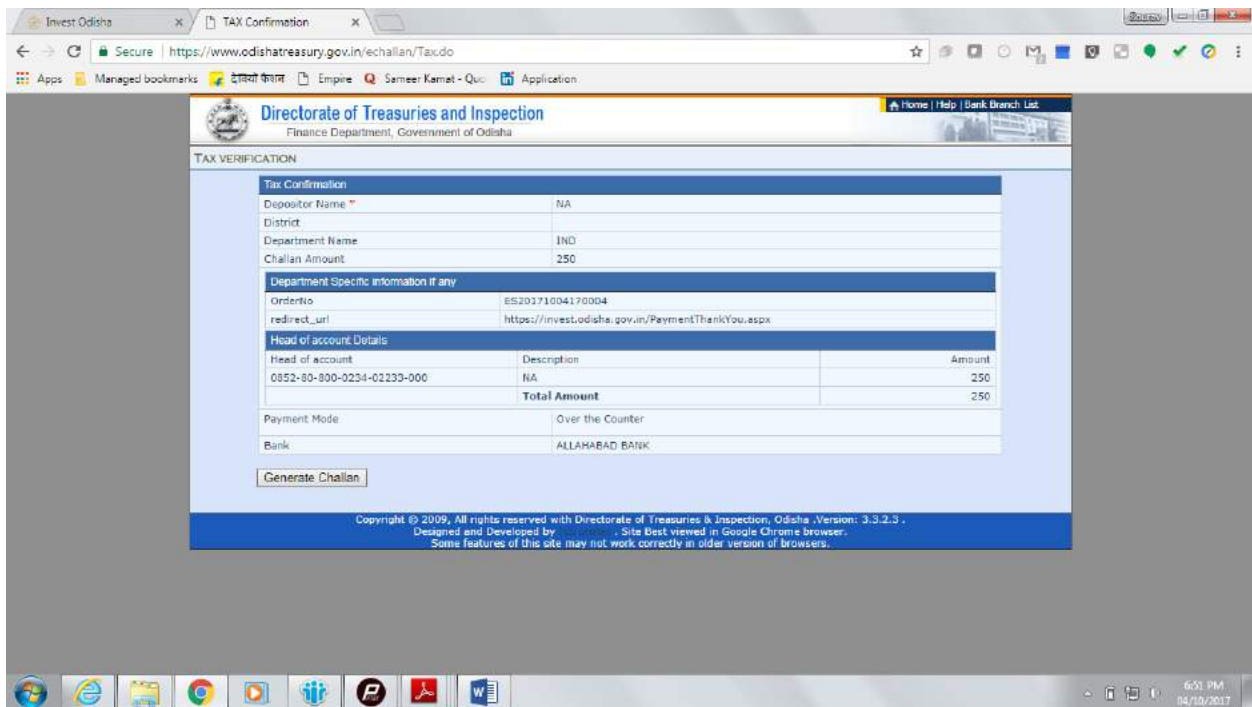 Invest Odisha
TAX Confirmation
Secure | https://www.odishatreasury.gov.in/echallan/Tax.do
Apps Managed bookmarks Empire Sameer Kamat - Quo Application
Directorate of Treasuries and Inspection
Finance Department, Government of Odisha
Home | Help | Bank Branch List
TAX VERIFICATION
Tax Confirmation
Depositor Name * NA
District
Department Name IND
Challan Amount 250
Department Specific information if any
OrderNo ES20171004170004
redirect_url https://invest.odisha.gov.in/PaymentThankYou.aspx
Head of account Details
Head of account Description Amount
0852-80-800-0234-02233-000 NA 250
Total Amount 250
Payment Mode Over the Counter
Bank ALLAHABAD BANK
Generate Challan
Copyright © 2009, All rights reserved with Directorate of Treasuries & Inspection, Odisha .Version: 3.3.2.3 .
Designed and Developed by . Site Best viewed in Google Chrome browser.
Some features of this site may not work correctly in older version of browsers.
6:51 PM
04/10/2017